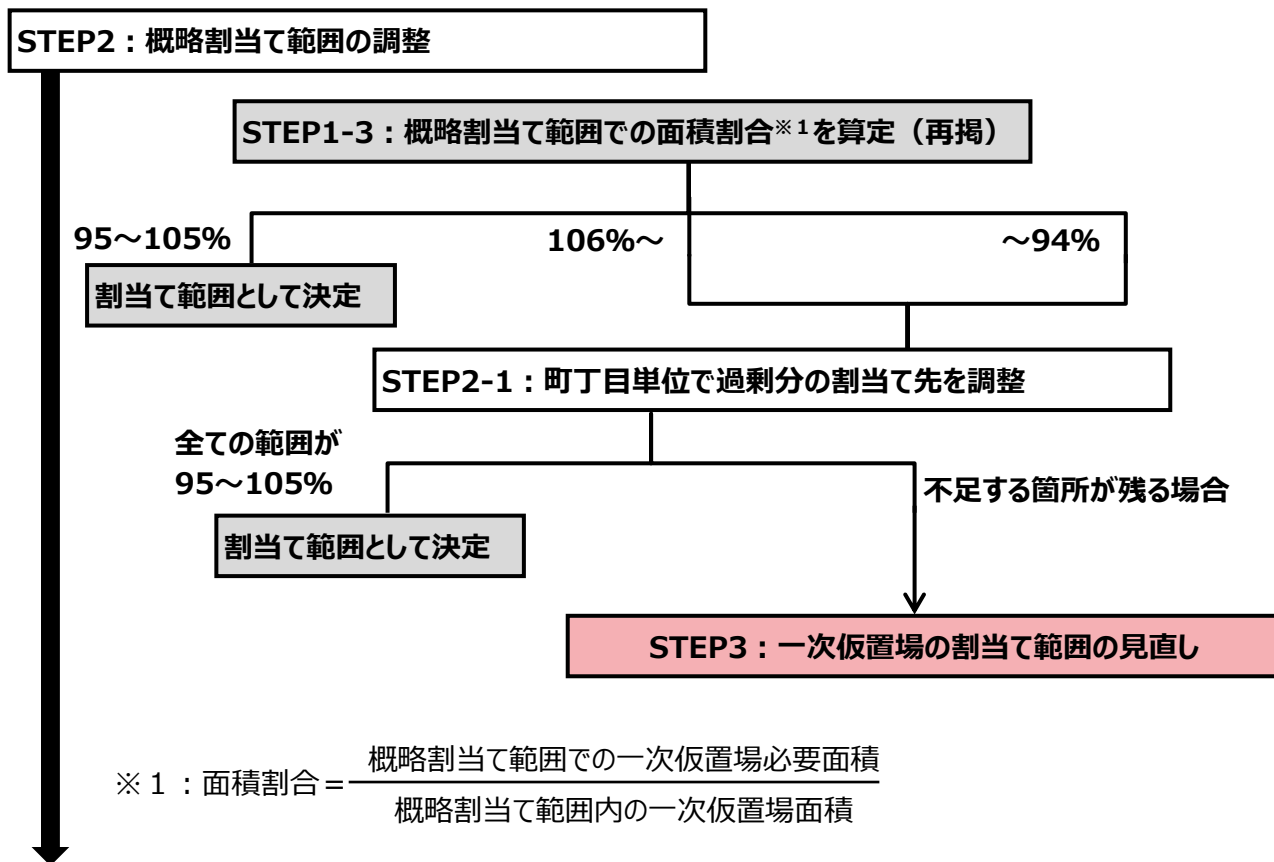 STEP2：概略割当て範囲の調整
STEP1-3：概略割当て範囲での面積割合※1を算定（再掲）
95～105%
106%～
～94%
割当て範囲として決定
STEP2-1：町丁目単位で過剰分の割当て先を調整
全ての範囲が
95～105%
不足する箇所が残る場合
割当て範囲として決定
STEP3：一次仮置場の割当て範囲の見直し
※１：面積割合＝
概略割当て範囲での一次仮置場必要面積
概略割当て範囲内の一次仮置場面積